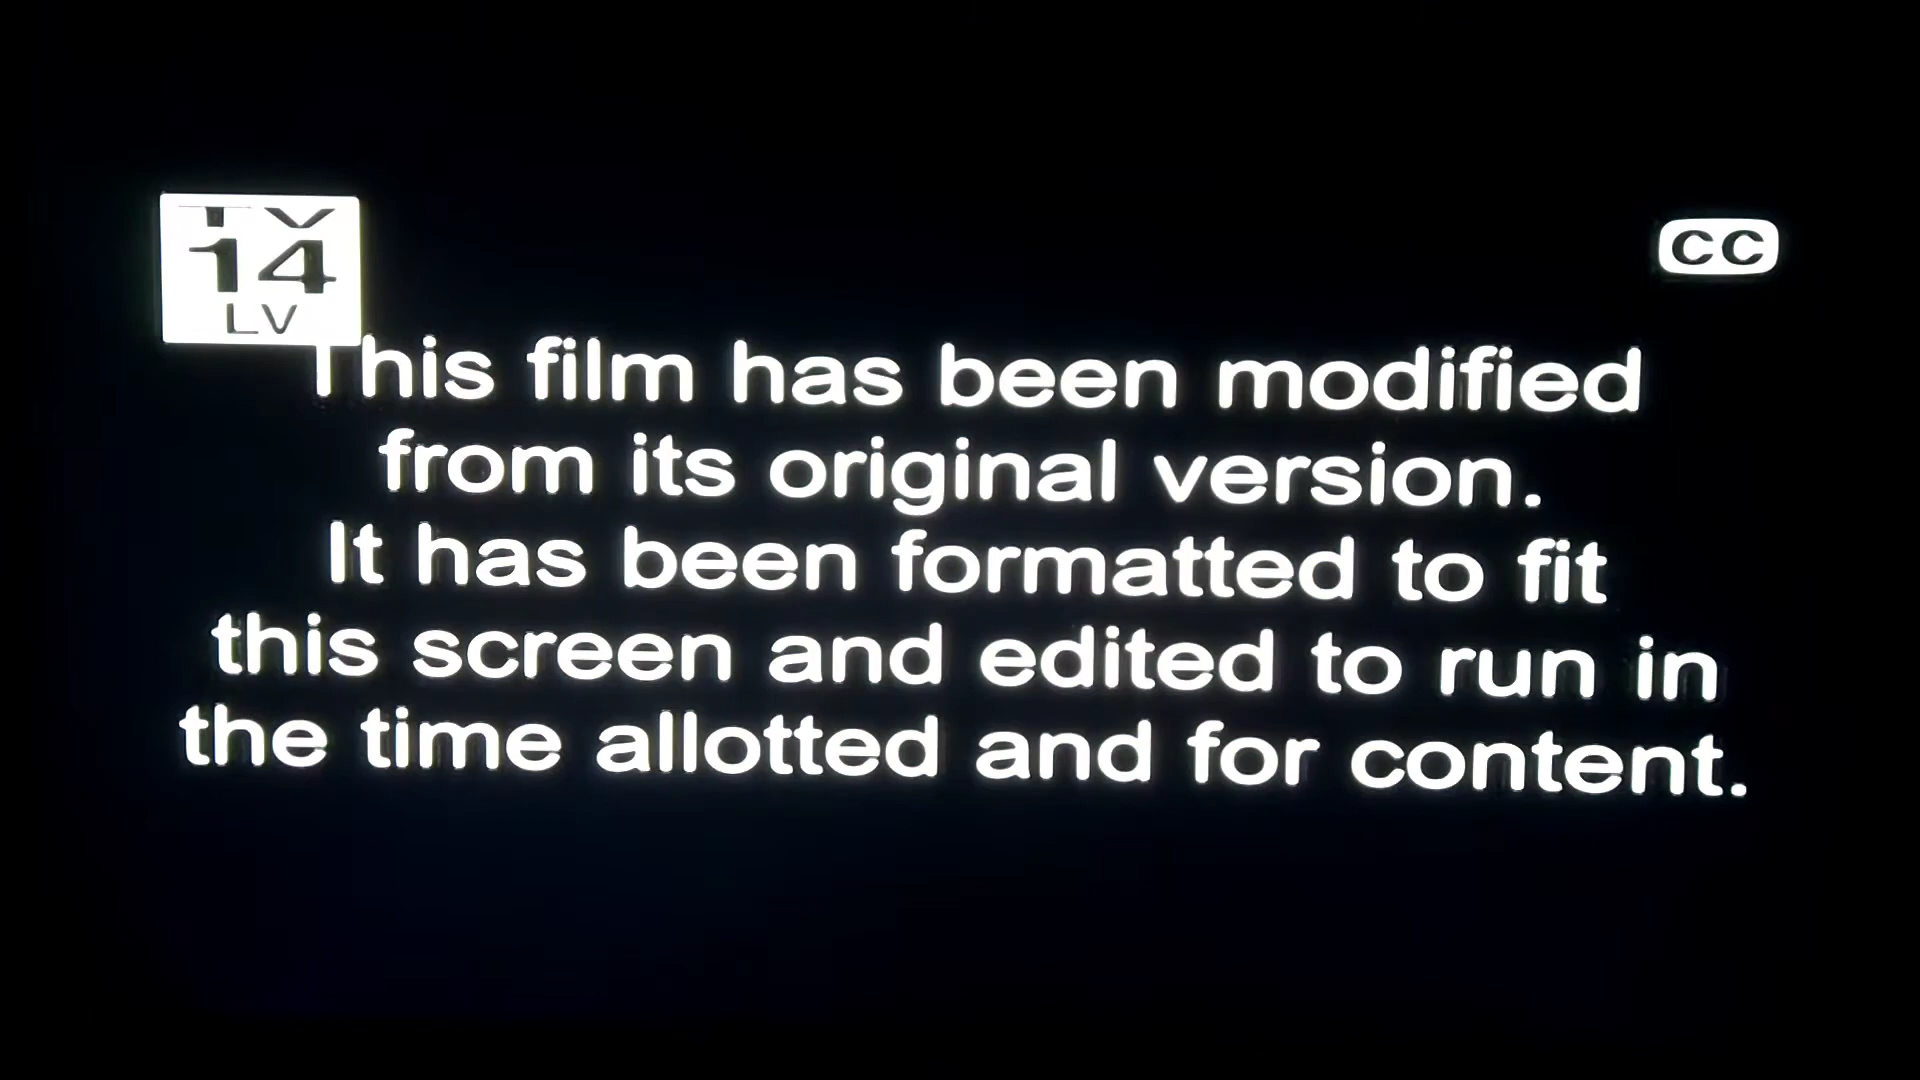 TV
14
LV
CC
This film has been modified
from its original version.
It has been formatted to fit
this screen and edited to run in
the time allotted and for content.